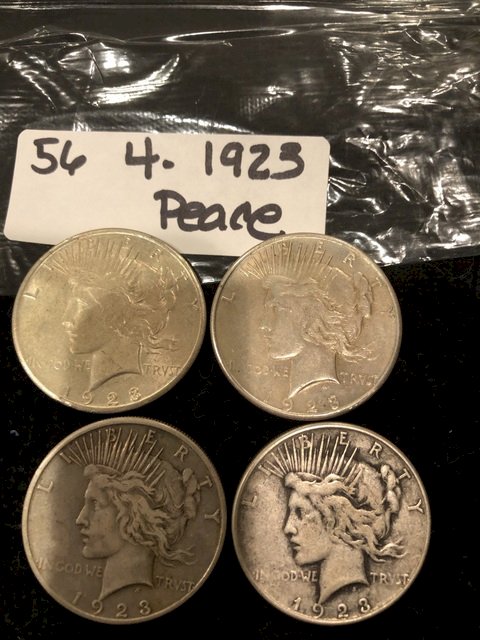 56 4. 1923
Peace
LIBERTY
IN GOD WE TRVST
1923
LIBERTY
IN GOD WE TRVST
1923
LIBERTY
IN GOD WE TRVST
1923
LIBERTY
IN GOD WE TRVST
1923